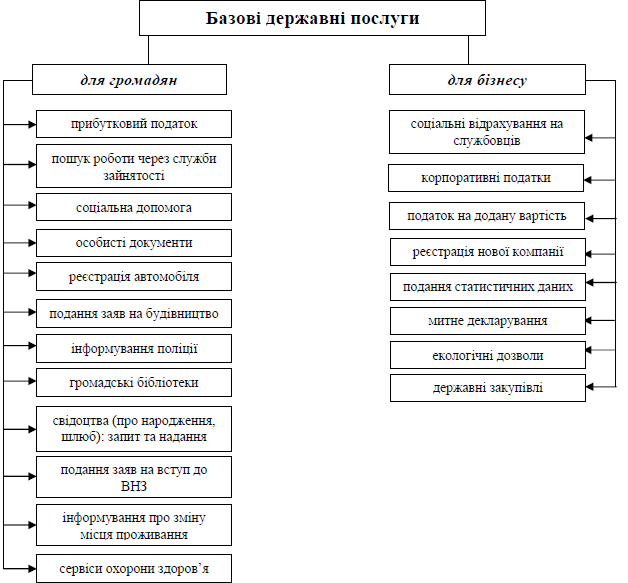 Базові державні послуги
для громадян
прибутковий податок
пошук роботи через служби
зайнятості
соціальна допомога
особисті документи
реєстрація автомобіля
подання заяв на будівництво
інформування поліції
громадські бібліотеки
свідоцтва (про народження,
шлюб): запит та надання
подання заяв на вступ до
ВНЗ
інформування про зміну
місця проживання
сервіси охорони здоров’я
для бізнесу
соціальні відрахування на
службовців
корпоративні податки
податок на додану вартість
реєстрація нової компанії
подання статистичних даних
митне декларування
екологічні дозволи
державні закупівлі